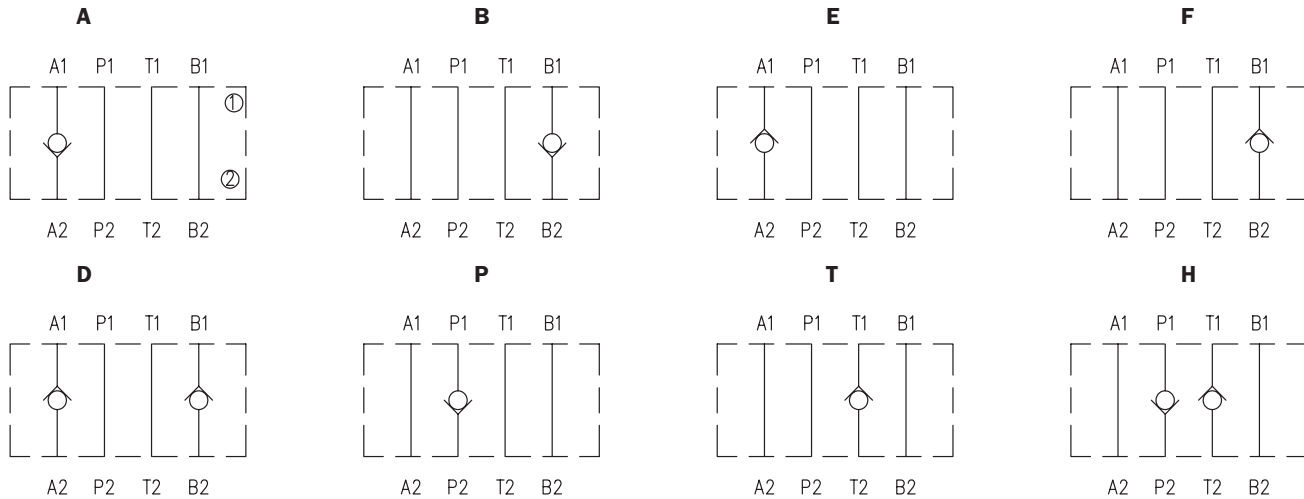 A B E F
A1 P1 T1 B1 A1 P1 T1 B1 A1 P1 T1 B1 A1 P1 T1 B1
1
2
A2 P2 T2 B2 A2 P2 T2 B2 A2 P2 T2 B2 A2 P2 T2 B2
D P T H
A1 P1 T1 B1 A1 P1 T1 B1 A1 P1 T1 B1 A1 P1 T1 B1
A2 P2 T2 B2 A2 P2 T2 B2 A2 P2 T2 B2 A2 P2 T2 B2